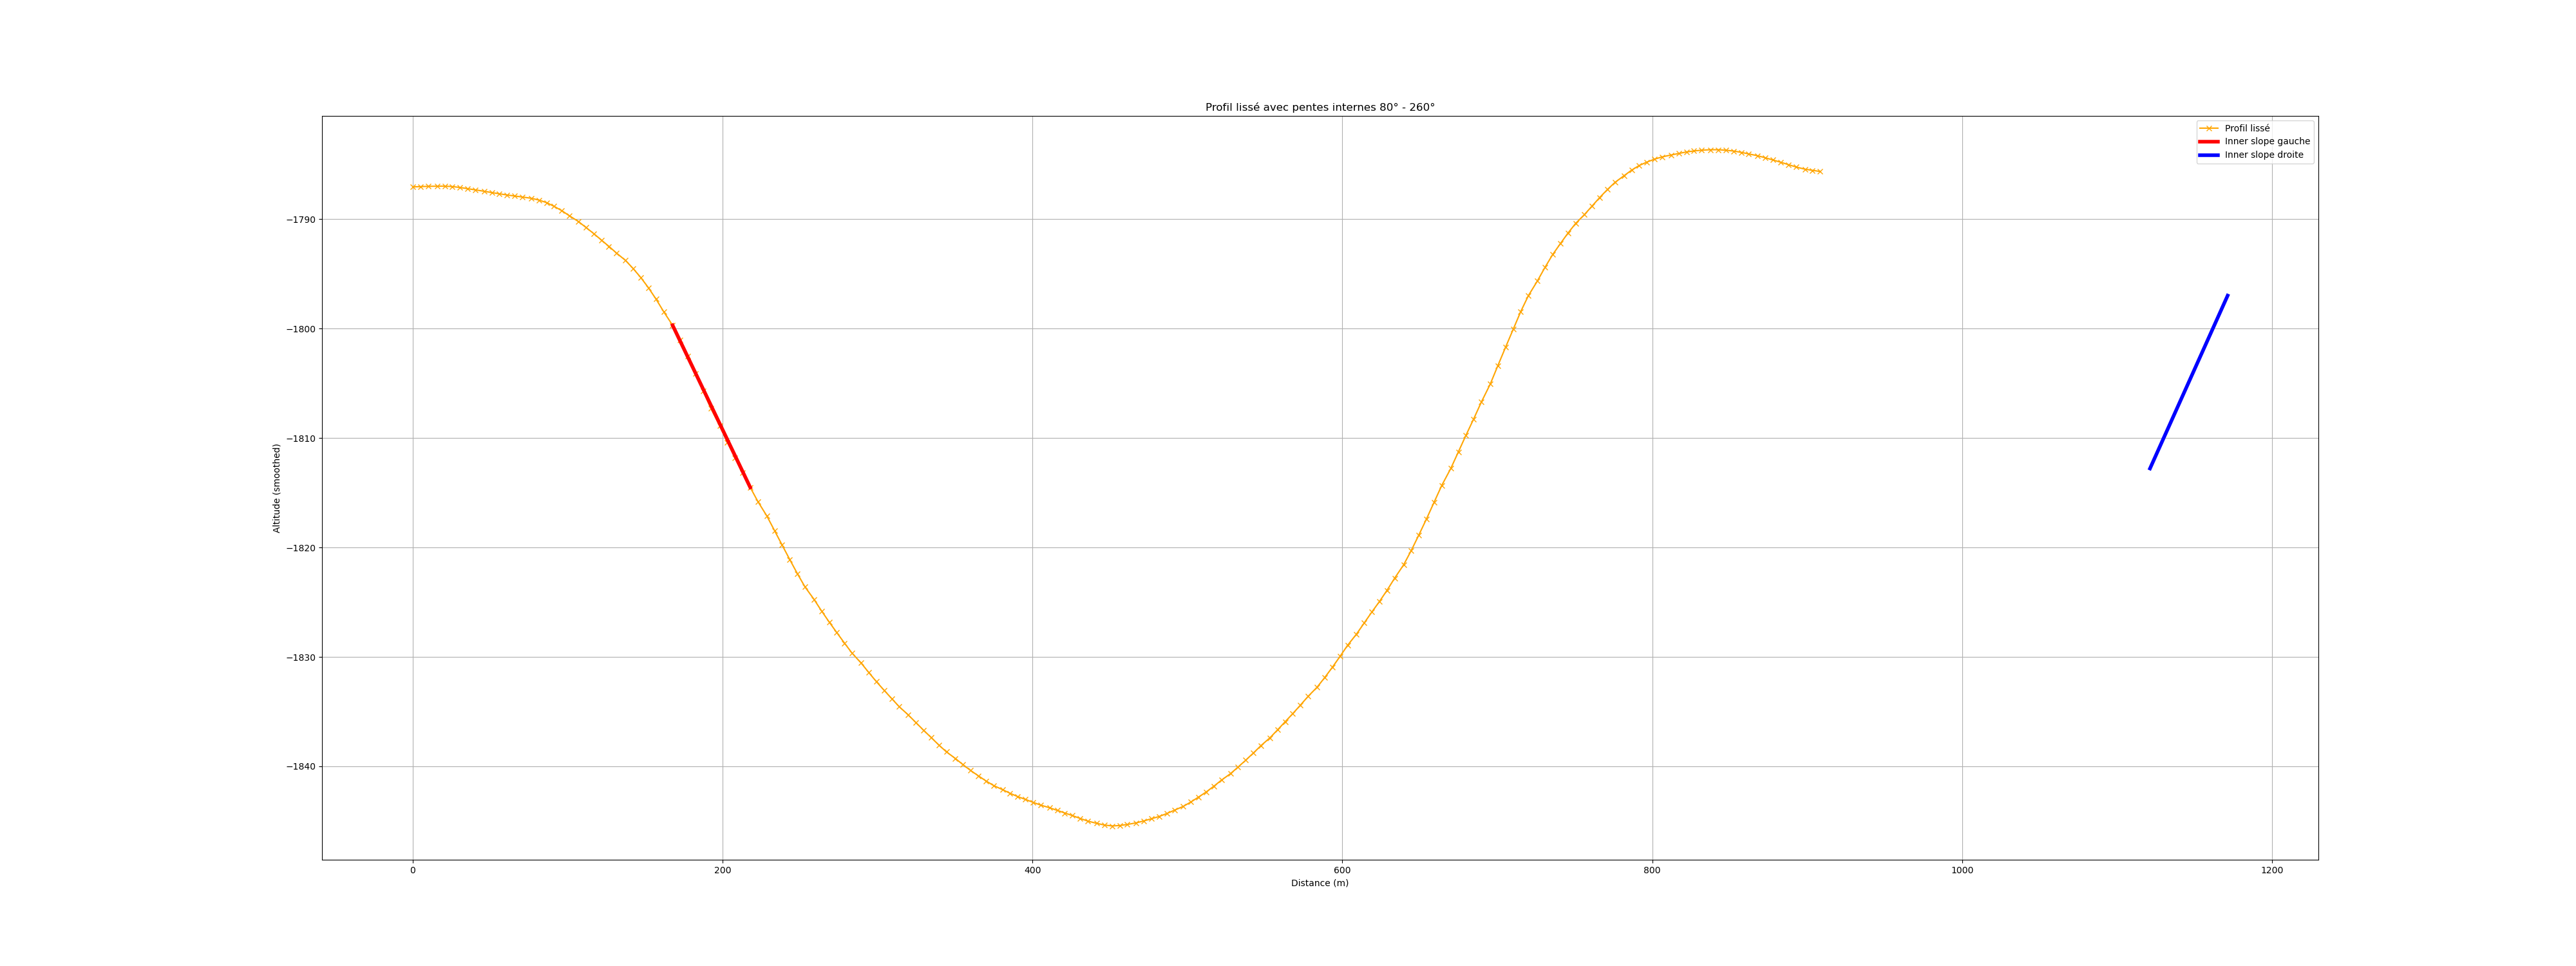 Profil lissé avec pentes internes 80° - 260°
Profil lissé
Inner slope gauche
Inner slope droite
−1790
−1800
−1810
−1820
−1830
−1840
Altitude (smoothed)
0 200 400 600 800 1000 1200
Distance (m)